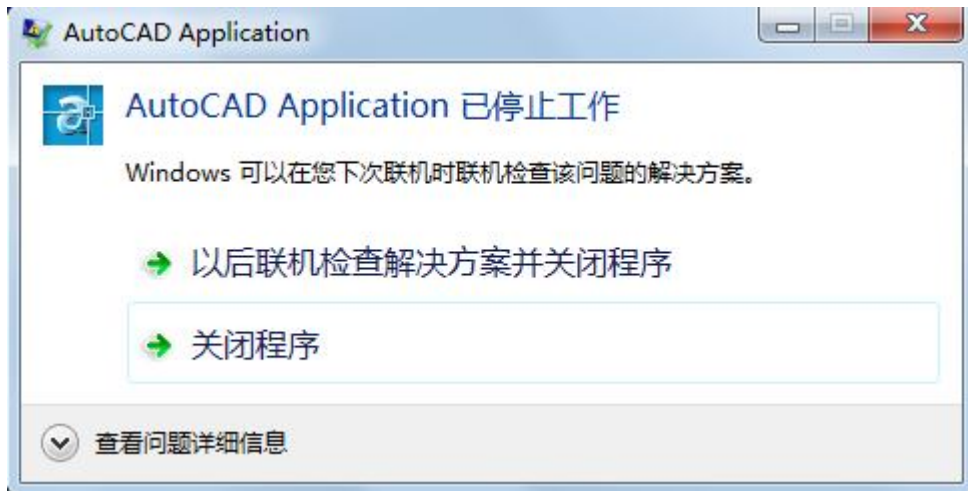 AutoCAD Application
AutoCAD Application 已停止工作
Windows 可以在您下次联机时联机检查该问题的解决方案。
以后联机检查解决方案并关闭程序
关闭程序
查看问题详细信息